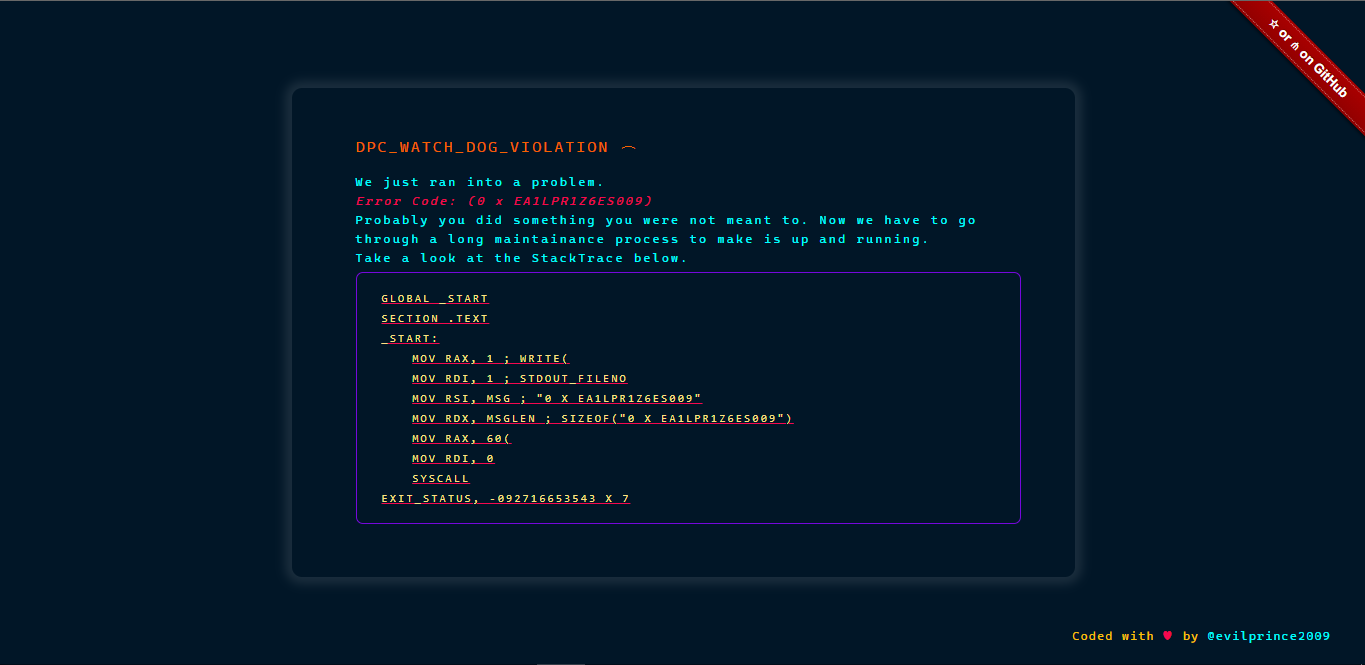 ☆ or ⋔ on GitHub
DPC_WATCH_DOG_VIOLATION ︵
We just ran into a problem.
Error Code: (0 x EA1LPR1Z6ES009)
Probably you did something you were not meant to. Now we have to go
through a long maintainance process to make is up and running.
Take a look at the StackTrace below.
GLOBAL _START
SECTION .TEXT
_START:
MOV RAX, 1 ; WRITE(
MOV RDI, 1 ; STDOUT_FILENO
MOV RSI, MSG ; "0 X EA1LPR1Z6ES009"
MOV RDX, MSGLEN ; SIZEOF("0 X EA1LPR1Z6ES009")
MOV RAX, 60(
MOV RDI, 0
SYSCALL
EXIT_STATUS, -092716653543 X 7
Coded with ♥ by @evilprince2009